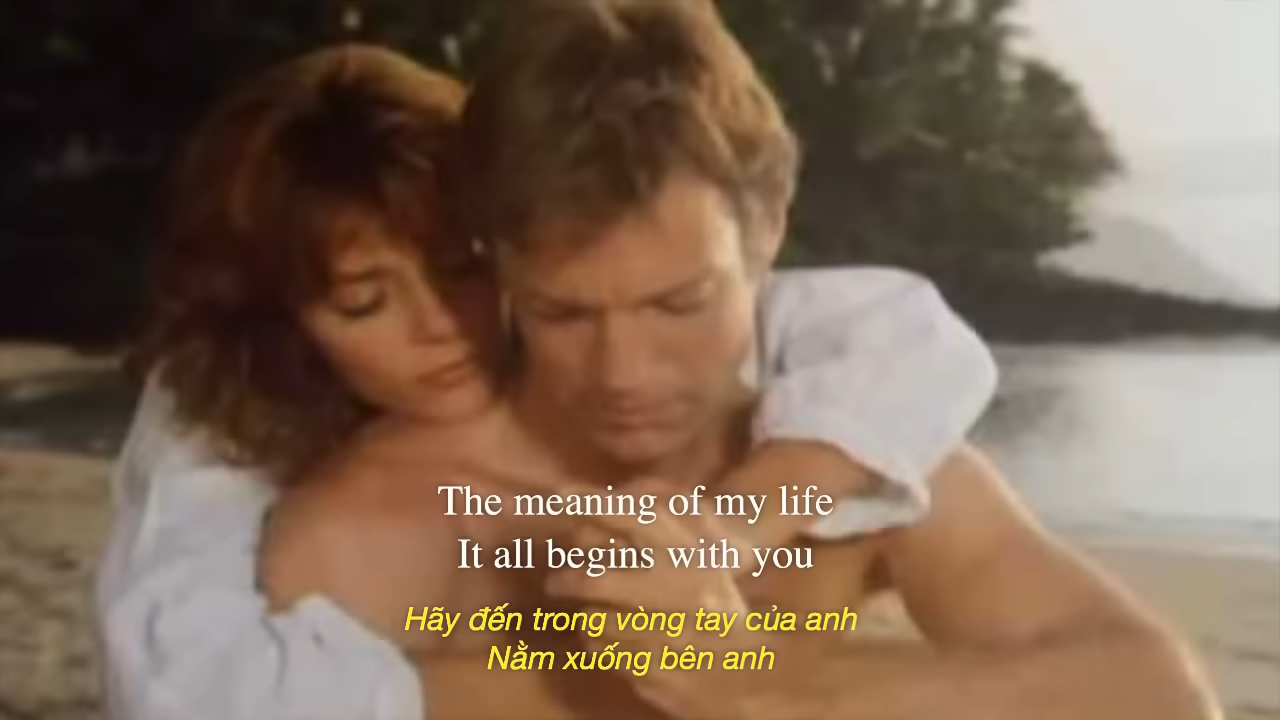 The meaning of my life
It all begins with you
Hãy đến trong vòng tay của anh
Nằm xuống bên anh